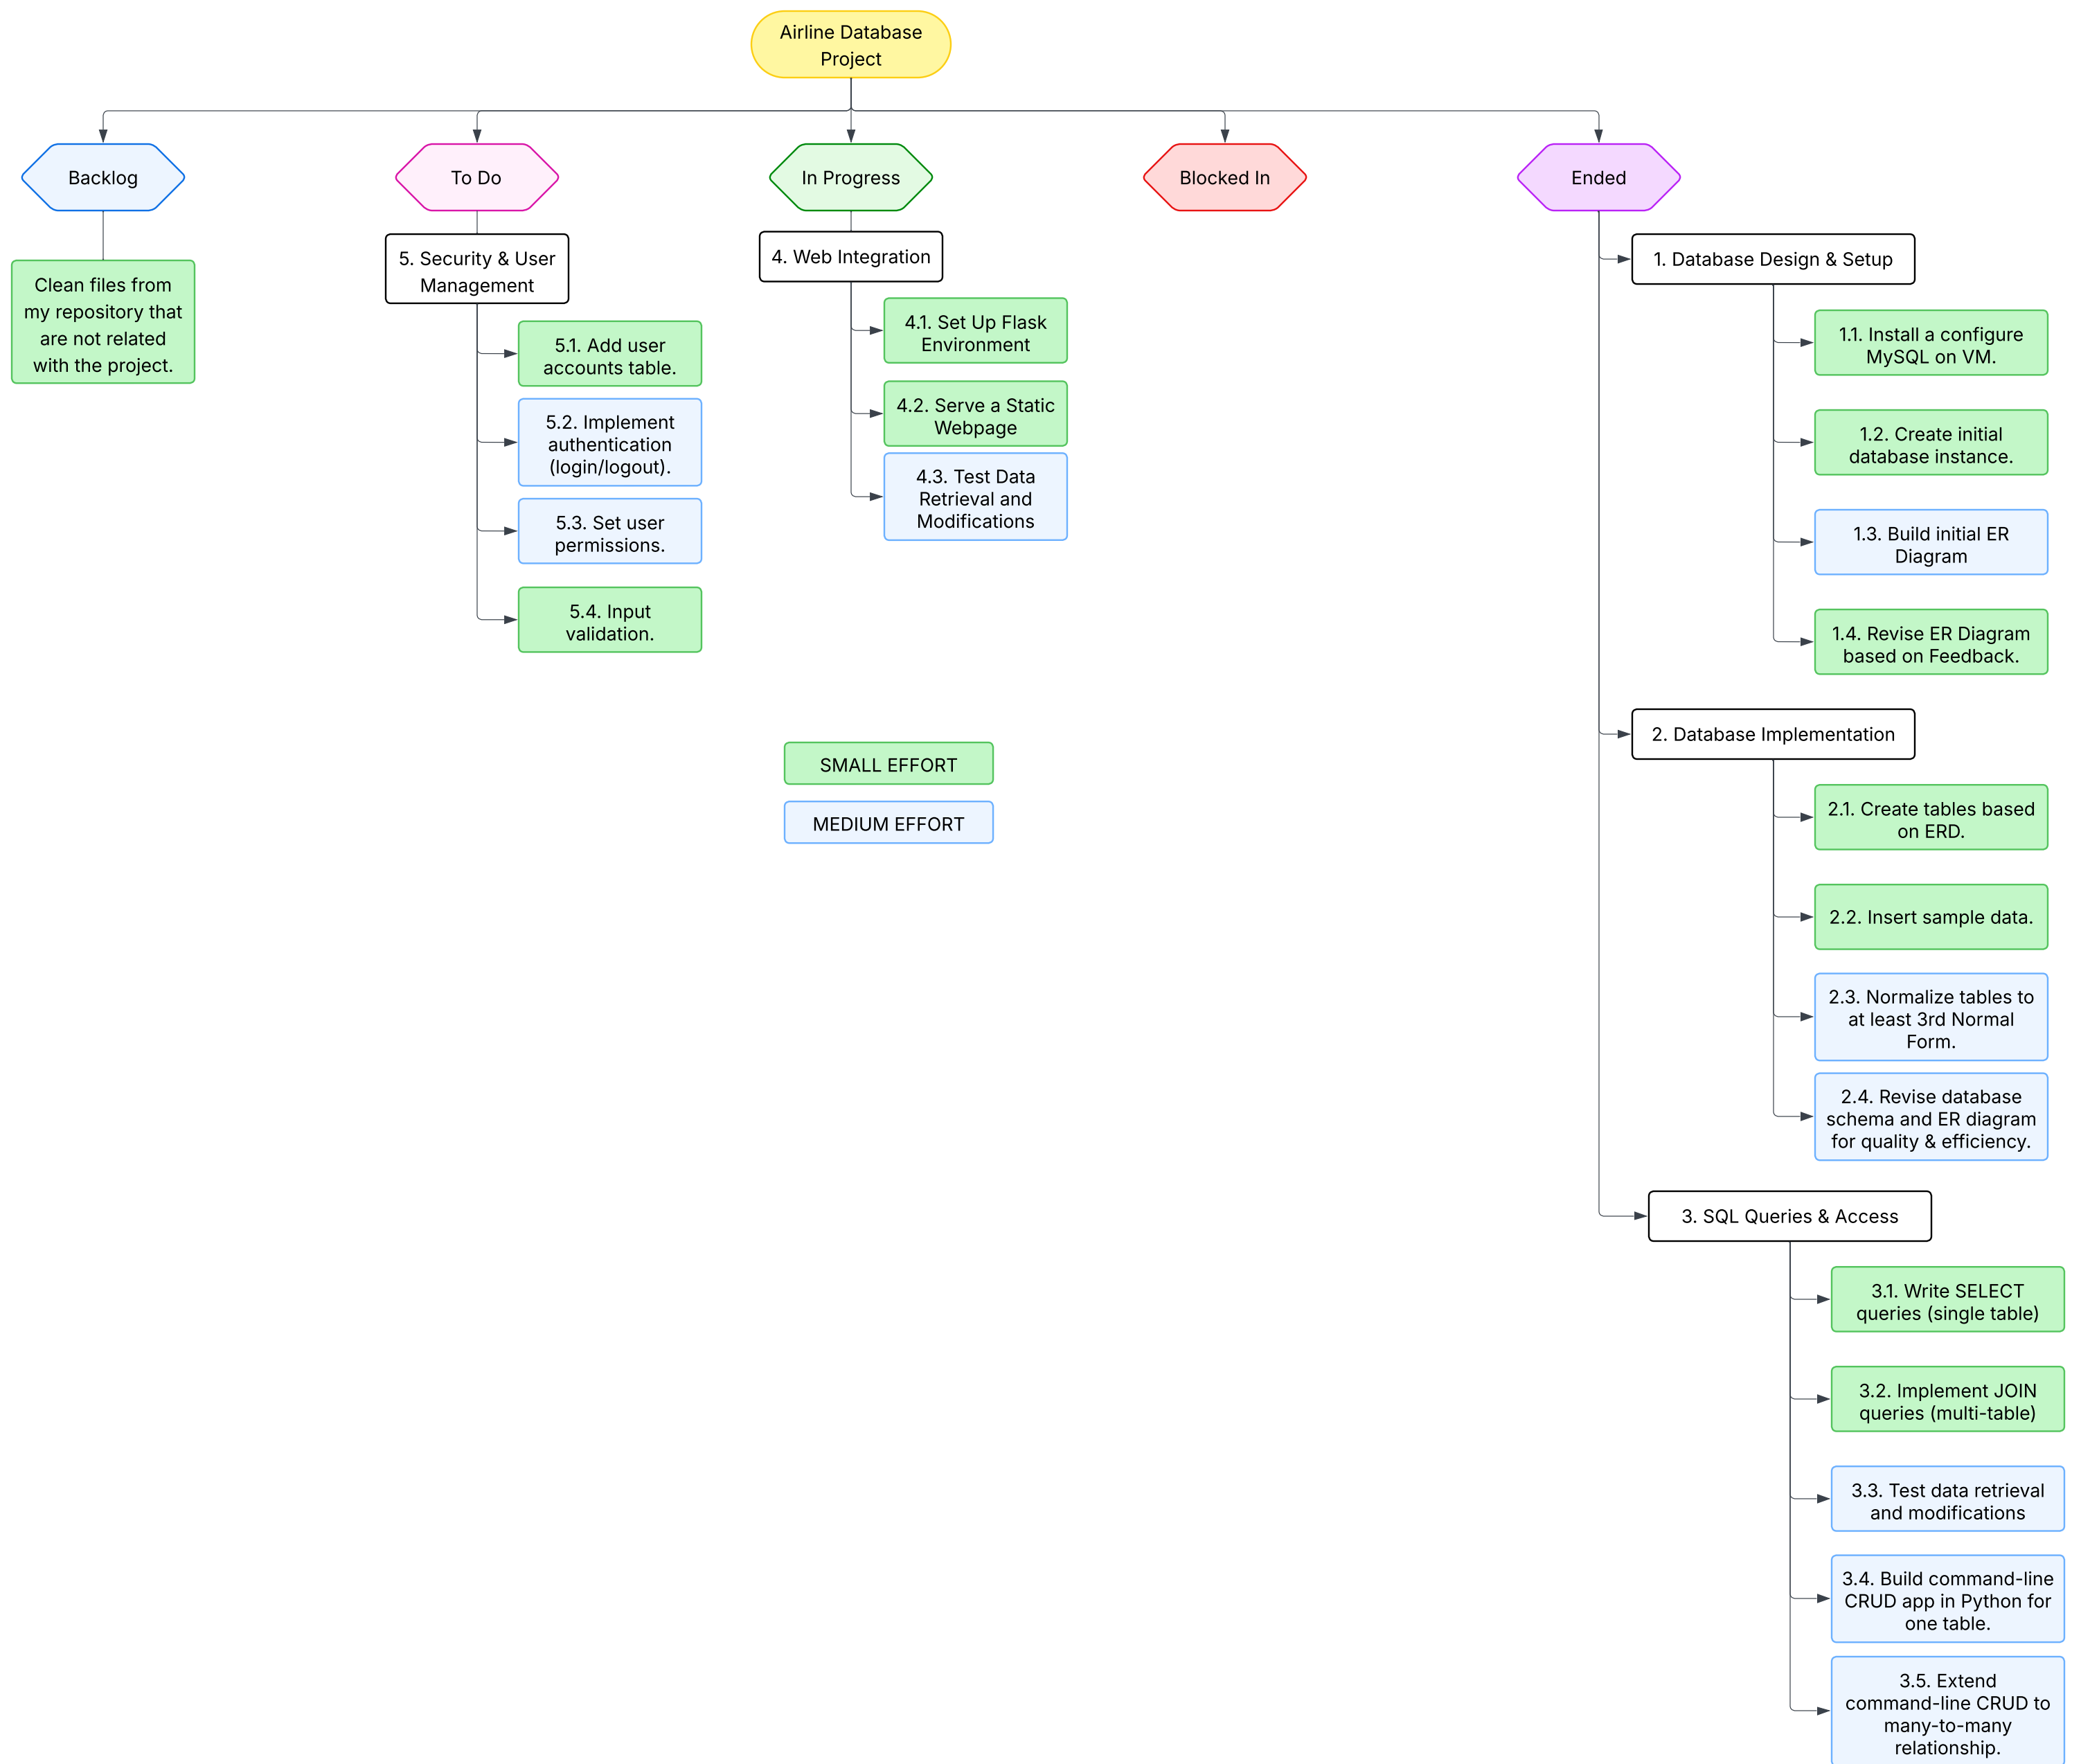 Airline Database
Project
Backlog
To Do
In Progress
Blocked In
Ended
Clean files from
my repository that
are not related
with the project.
5. Security & User
Management
5.1. Add user
accounts table.
5.2. Implement
authentication
(login/logout).
5.3. Set user
permissions.
5.4. Input
validation.
4. Web Integration
4.1. Set Up Flask
Environment
4.2. Serve a Static
Webpage
4.3. Test Data
Retrieval and
Modifications
SMALL EFFORT
MEDIUM EFFORT
1. Database Design & Setup
1.1. Install a configure
MySQL on VM.
1.2. Create initial
database instance.
1.3. Build initial ER
Diagram
1.4. Revise ER Diagram
based on Feedback.
2. Database Implementation
2.1. Create tables based
on ERD.
2.2. Insert sample data.
2.3. Normalize tables to
at least 3rd Normal
Form.
2.4. Revise database
schema and ER diagram
for quality & efficiency.
3. SQL Queries & Access
3.1. Write SELECT
queries (single table)
3.2. Implement JOIN
queries (multi-table)
3.3. Test data retrieval
and modifications
3.4. Build command-line
CRUD app in Python for
one table.
3.5. Extend
command-line CRUD to
many-to-many
relationship.